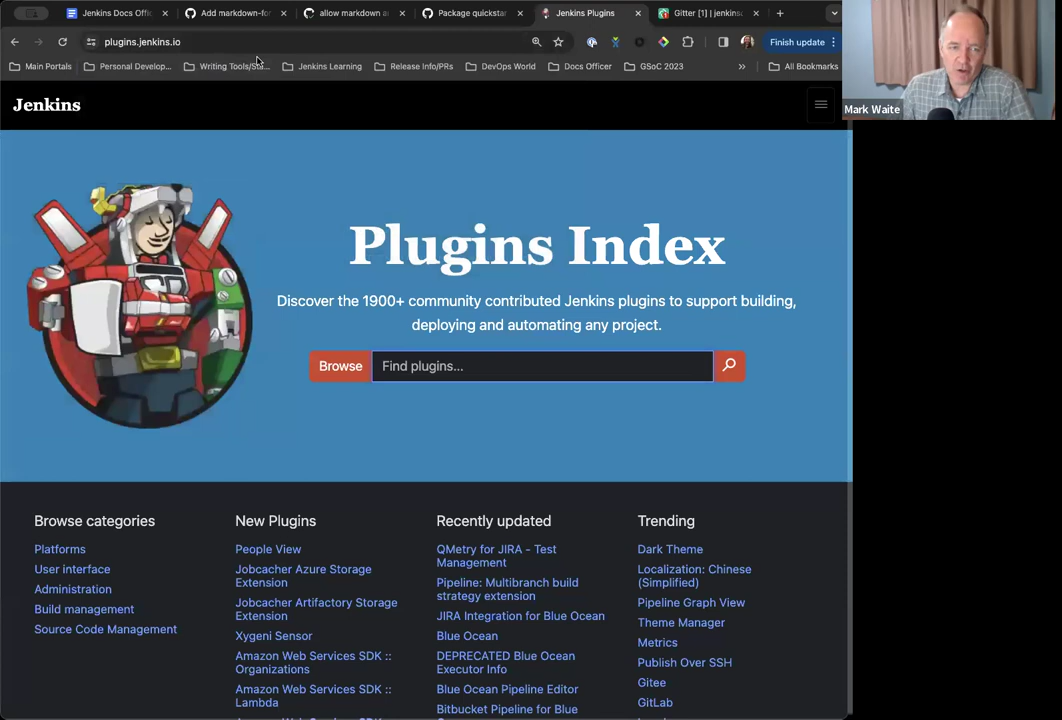 Jenkins Docs Offi
Add markdown-for
allow markdown a
Package quickstar
Jenkins Plugins
Gitter [1] | jenkinsc
plugins.jenkins.io
Finish update
Main Portals
Personal Develop...
Writing Tools/St...
Jenkins Learning
Release Info/PRs
DevOps World
Docs Officer
GSoC 2023
»
All Bookmarks
Mark Waite
Jenkins
Plugins Index
Discover the 1900+ community contributed Jenkins plugins to support building,
deploying and automating any project.
Browse
Find plugins...
Browse categories
Platforms
User interface
Administration
Build management
Source Code Management
New Plugins
People View
Jobcacher Azure Storage
Extension
Jobcacher Artifactory Storage
Extension
Xygeni Sensor
Amazon Web Services SDK ::
Organizations
Amazon Web Services SDK ::
Lambda
Recently updated
QMetry for JIRA - Test
Management
Pipeline: Multibranch build
strategy extension
JIRA Integration for Blue Ocean
Blue Ocean
DEPRECATED Blue Ocean
Executor Info
Blue Ocean Pipeline Editor
Bitbucket Pipeline for Blue
Trending
Dark Theme
Localization: Chinese
(Simplified)
Pipeline Graph View
Theme Manager
Metrics
Publish Over SSH
Gitee
GitLab